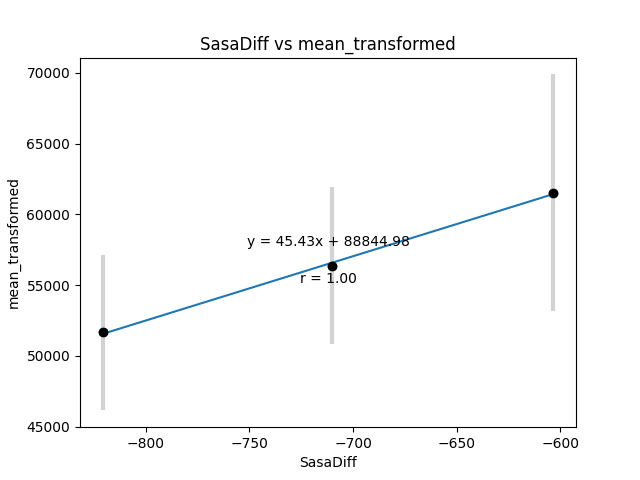 SasaDiff vs mean_transformed
70000
65000
60000
55000
50000
45000
mean_transformed
y = 45.43x + 88844.98
r = 1.00
−800
−750
−700
−650
−600
SasaDiff